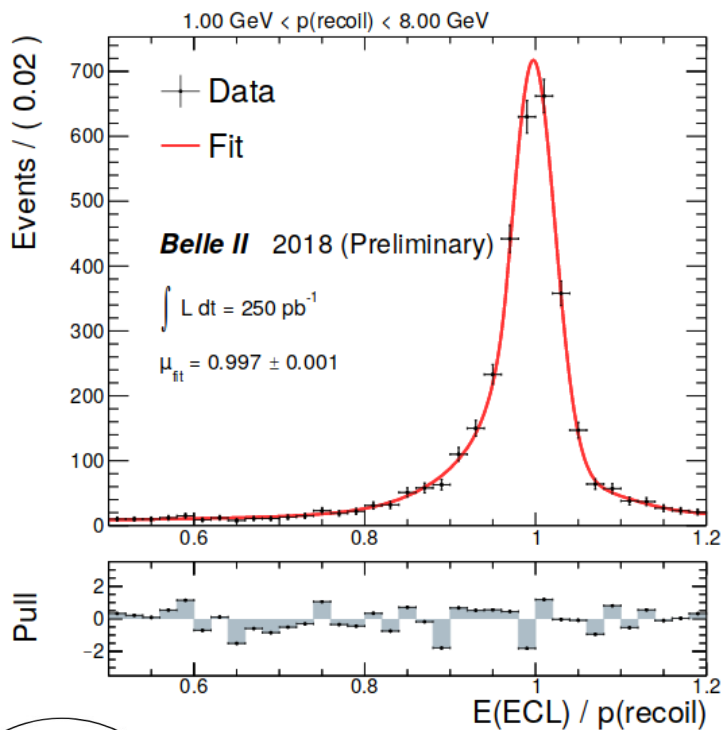 1.00 GeV < p(recoil) < 8.00 GeV
Events / ( 0.02 )
700
600
500
400
300
200
100
0
Data
Fit
Belle II 2018 (Preliminary)
∫ L dt = 250 pb⁻¹
μfit = 0.997 ± 0.001
0.6 0.8 1 1.2
Pull
2
0
−2
0.6 0.8 1 1.2
E(ECL) / p(recoil)